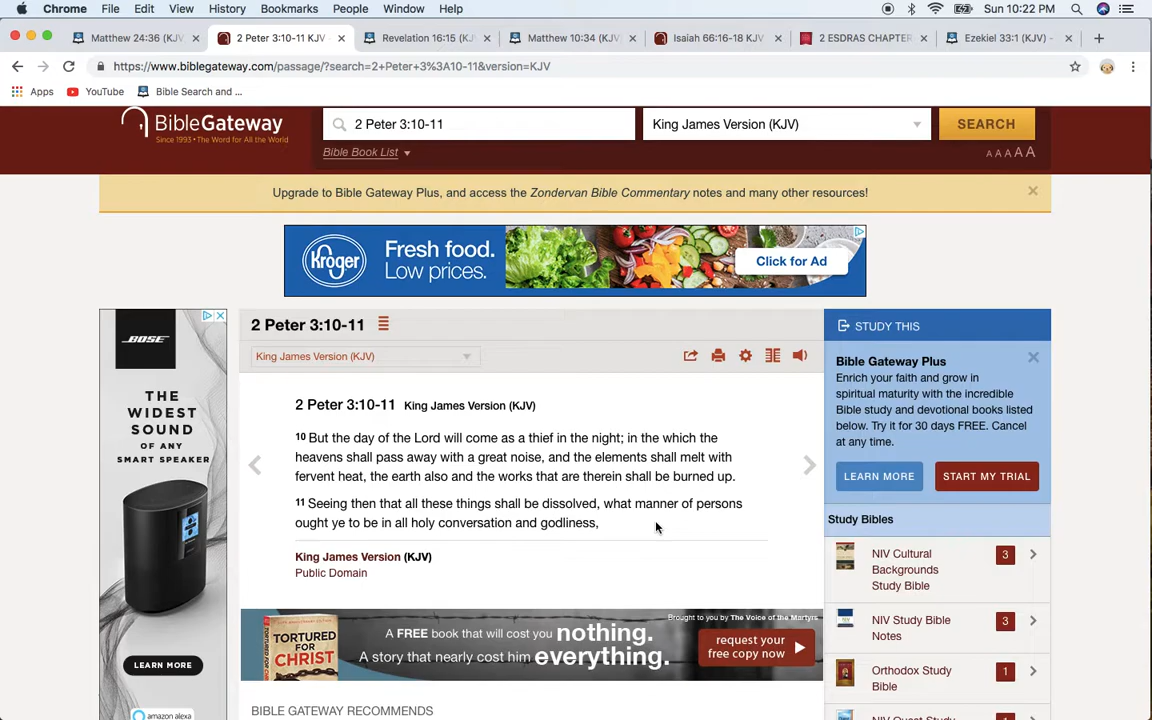 Chrome File Edit View History Bookmarks People Window Help Sun 10:22 PM
Matthew 24:36 (KJV 2 Peter 3:10-11 KJV - Revelation 16:15 (KJV Matthew 10:34 (KJV) Isaiah 66:16-18 KJV 2 ESDRAS CHAPTER Ezekiel 33:1 (KJV) -
https://www.biblegateway.com/passage/?search=2+Peter+3%3A10-11&version=KJV
Apps YouTube Bible Search and ...
BibleGateway
Since 1993 • The Word for All the World
2 Peter 3:10-11 King James Version (KJV) SEARCH
Bible Book List A A A A A
Upgrade to Bible Gateway Plus, and access the Zondervan Bible Commentary notes and many other resources!
Kroger
Fresh food.
Low prices.
Click for Ad
BOSE
THE
WIDEST
SOUND
OF ANY
SMART SPEAKER
LEARN MORE
amazon alexa
2 Peter 3:10-11
King James Version (KJV)
2 Peter 3:10-11 King James Version (KJV)
10 But the day of the Lord will come as a thief in the night; in the which the
heavens shall pass away with a great noise, and the elements shall melt with
fervent heat, the earth also and the works that are therein shall be burned up.
11 Seeing then that all these things shall be dissolved, what manner of persons
ought ye to be in all holy conversation and godliness,
King James Version (KJV)
Public Domain
Brought to you by The Voice of the Martyrs
TORTURED
FOR
CHRIST
A FREE book that will cost you nothing.
A story that nearly cost him everything.
request your
free copy now
BIBLE GATEWAY RECOMMENDS
STUDY THIS
Bible Gateway Plus
Enrich your faith and grow in
spiritual maturity with the incredible
Bible study and devotional books listed
below. Try it for 30 days FREE. Cancel
at any time.
LEARN MORE START MY TRIAL
Study Bibles
NIV Cultural
Backgrounds
Study Bible
3
NIV Study Bible
Notes
3
Orthodox Study
Bible
1
NIV Quest Study